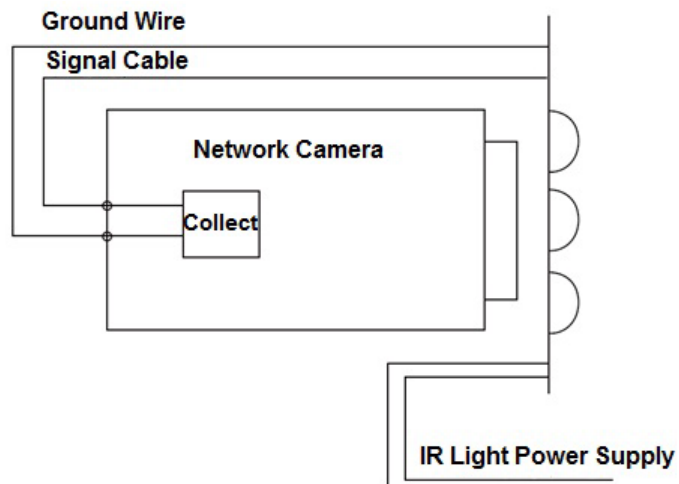 Ground Wire
Signal Cable
Network Camera
Collect
IR Light Power Supply